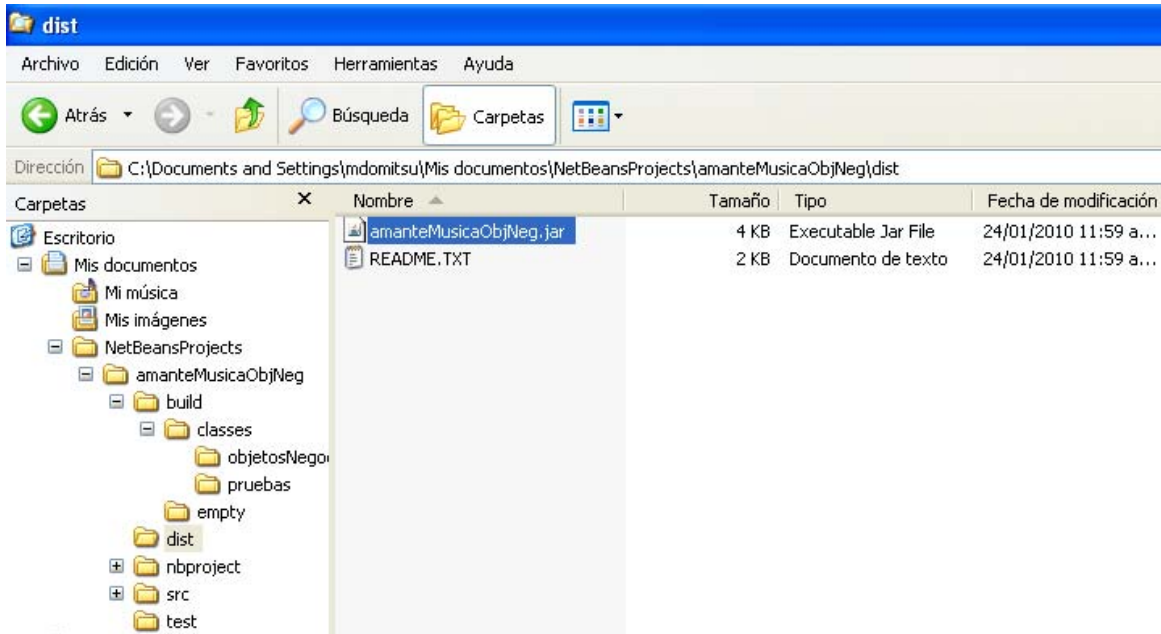 dist
Archivo Edición Ver Favoritos Herramientas Ayuda
Atrás Búsqueda Carpetas
Dirección C:\Documents and Settings\mdomitsu\Mis documentos\NetBeansProjects\amanteMusicaObjNeg\dist
Carpetas X Nombre Tamaño Tipo Fecha de modificación
Escritorio
Mis documentos
Mi música
Mis imágenes
NetBeansProjects
amanteMusicaObjNeg
build
classes
objetosNego
pruebas
empty
dist
nbproject
src
test
amanteMusicaObjNeg.jar 4 KB Executable Jar File 24/01/2010 11:59 a...
README.TXT 2 KB Documento de texto 24/01/2010 11:59 a...